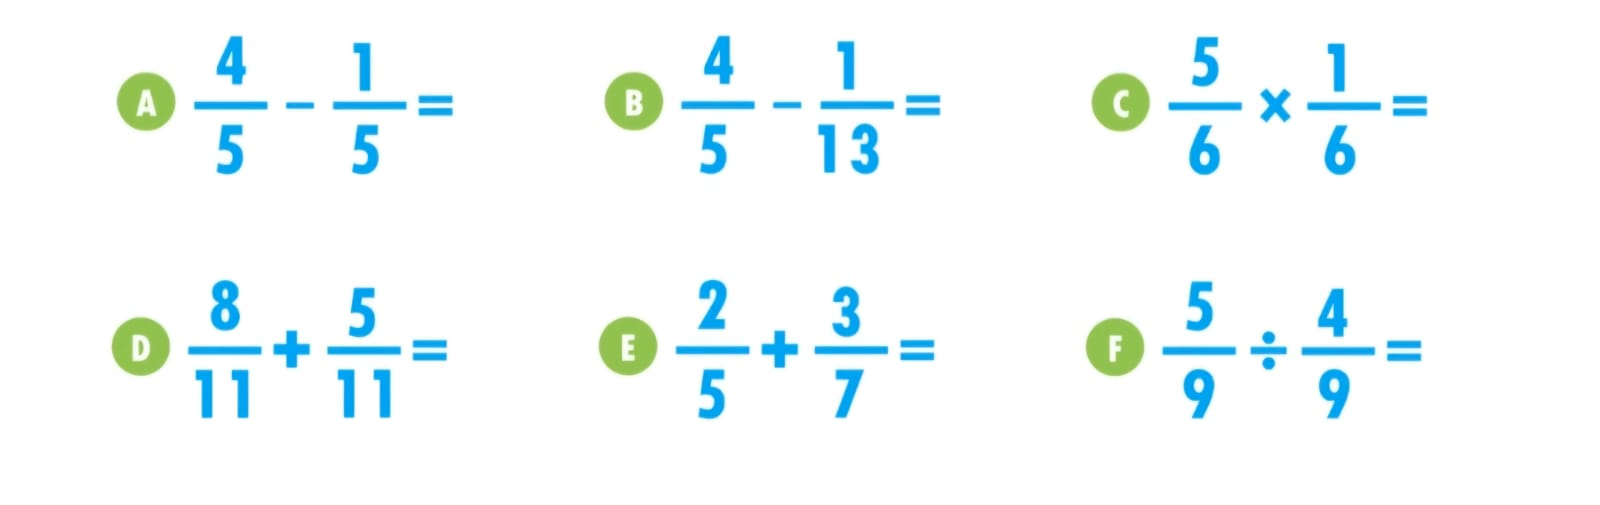 A 4/5 − 1/5 =
B 4/5 − 1/13 =
C 5/6 × 1/6 =
D 8/11 + 5/11 =
E 2/5 + 3/7 =
F 5/9 ÷ 4/9 =